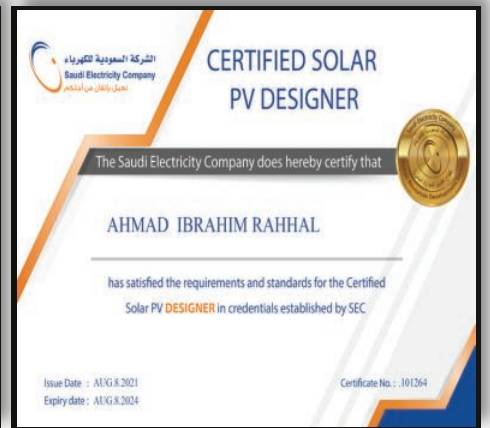 الشركة السعودية للكهرباء
Saudi Electricity Company
نعمل بإتقان من أجلكم
CERTIFIED SOLAR
PV DESIGNER
The Saudi Electricity Company does hereby certify that
AHMAD IBRAHIM RAHHAL
has satisfied the requirements and standards for the Certified
Solar PV DESIGNER in credentials established by SEC
Issue Date : AUG.8.2021
Certificate No. : .101264
Expiry date : AUG.8.2024